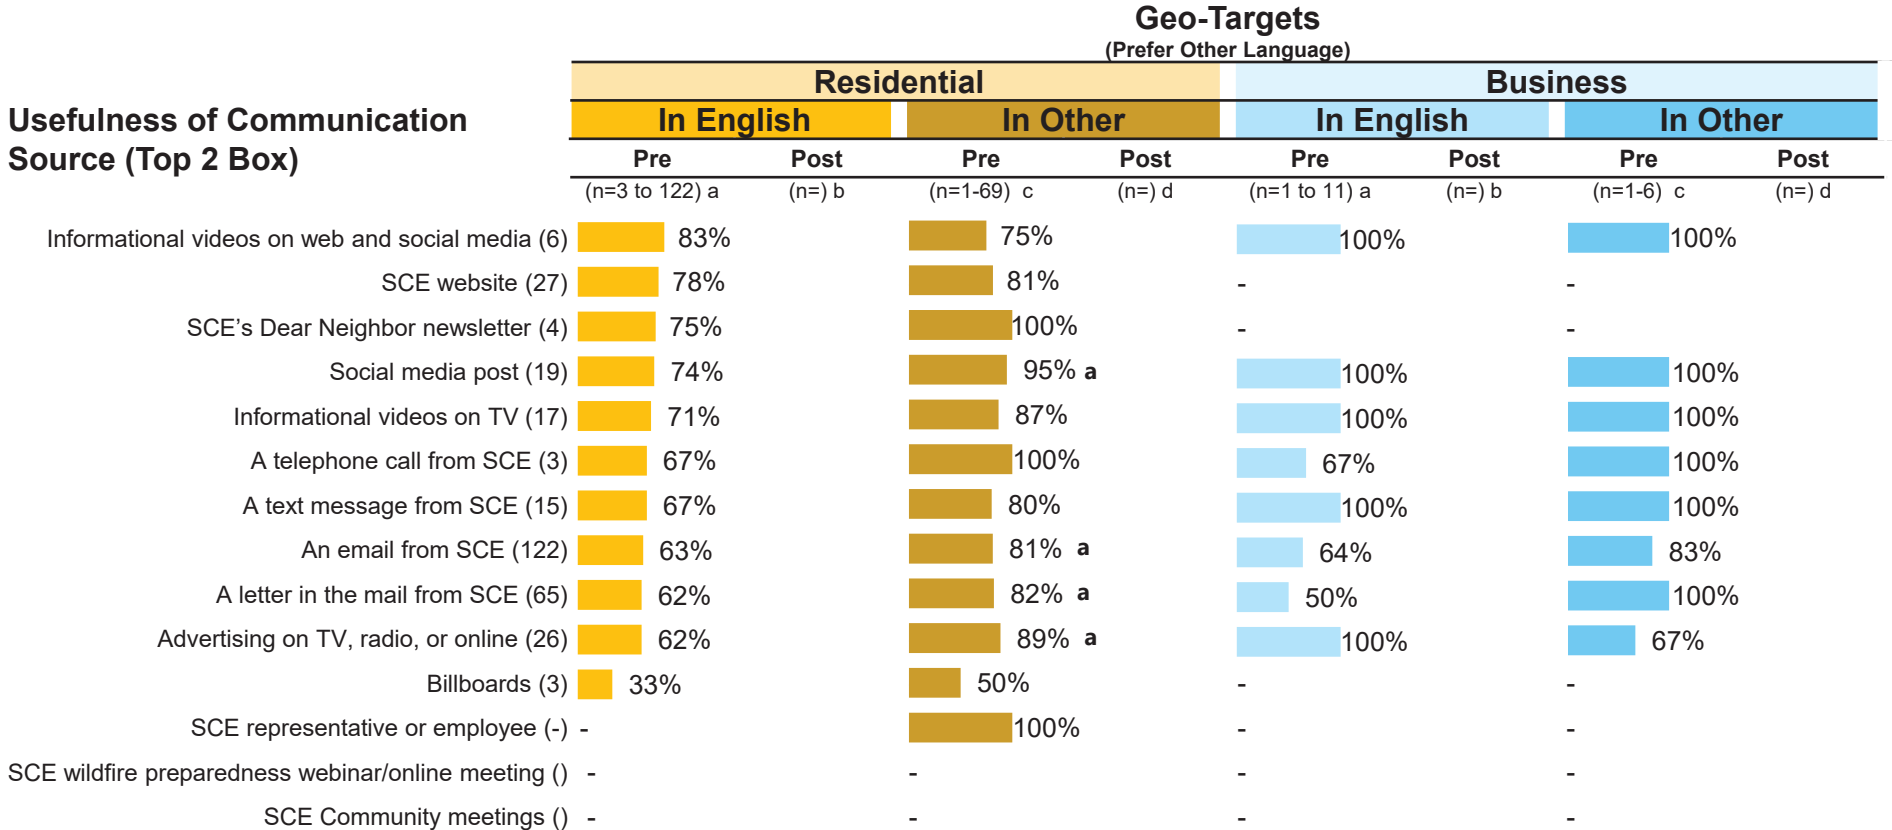 Geo-Targets
(Prefer Other Language)
Residential Business
Usefulness of Communication Source (Top 2 Box)
In English In Other In English In Other
Pre Post Pre Post Pre Post Pre Post
(n=3 to 122) a (n=) b (n=1-69) c (n=) d (n=1 to 11) a (n=) b (n=1-6) c (n=) d
Informational videos on web and social media (6) 83% 75% 100% 100%
SCE website (27) 78% 81% - -
SCE's Dear Neighbor newsletter (4) 75% 100% - -
Social media post (19) 74% 95% a 100% 100%
Informational videos on TV (17) 71% 87% 100% 100%
A telephone call from SCE (3) 67% 100% 67% 100%
A text message from SCE (15) 67% 80% 100% 100%
An email from SCE (122) 63% 81% a 64% 83%
A letter in the mail from SCE (65) 62% 82% a 50% 100%
Advertising on TV, radio, or online (26) 62% 89% a 100% 67%
Billboards (3) 33% 50% - -
SCE representative or employee (-) - 100% - -
SCE wildfire preparedness webinar/online meeting () - - - -
SCE Community meetings () - - - -